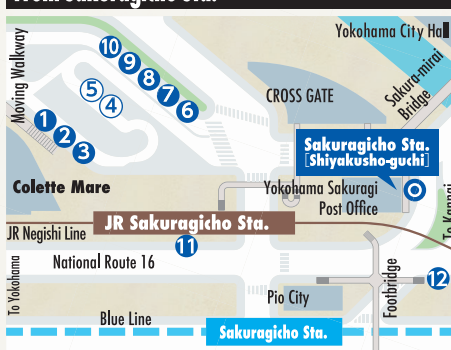 Yokohama City Hall
Moving Walkway
10
9
8
7
6
5
4
1
2
3
CROSS GATE
Sakura-mirai
Bridge
Sakuragicho Sta.
[Shiyakusho-guchi]
Colette Mare
Yokohama Sakuragi
Post Office
To Kannai
JR Sakuragicho Sta.
JR Negishi Line
11
National Route 16
12
To Yokohama
Pio City
Footbridge
Blue Line
Sakuragicho Sta.